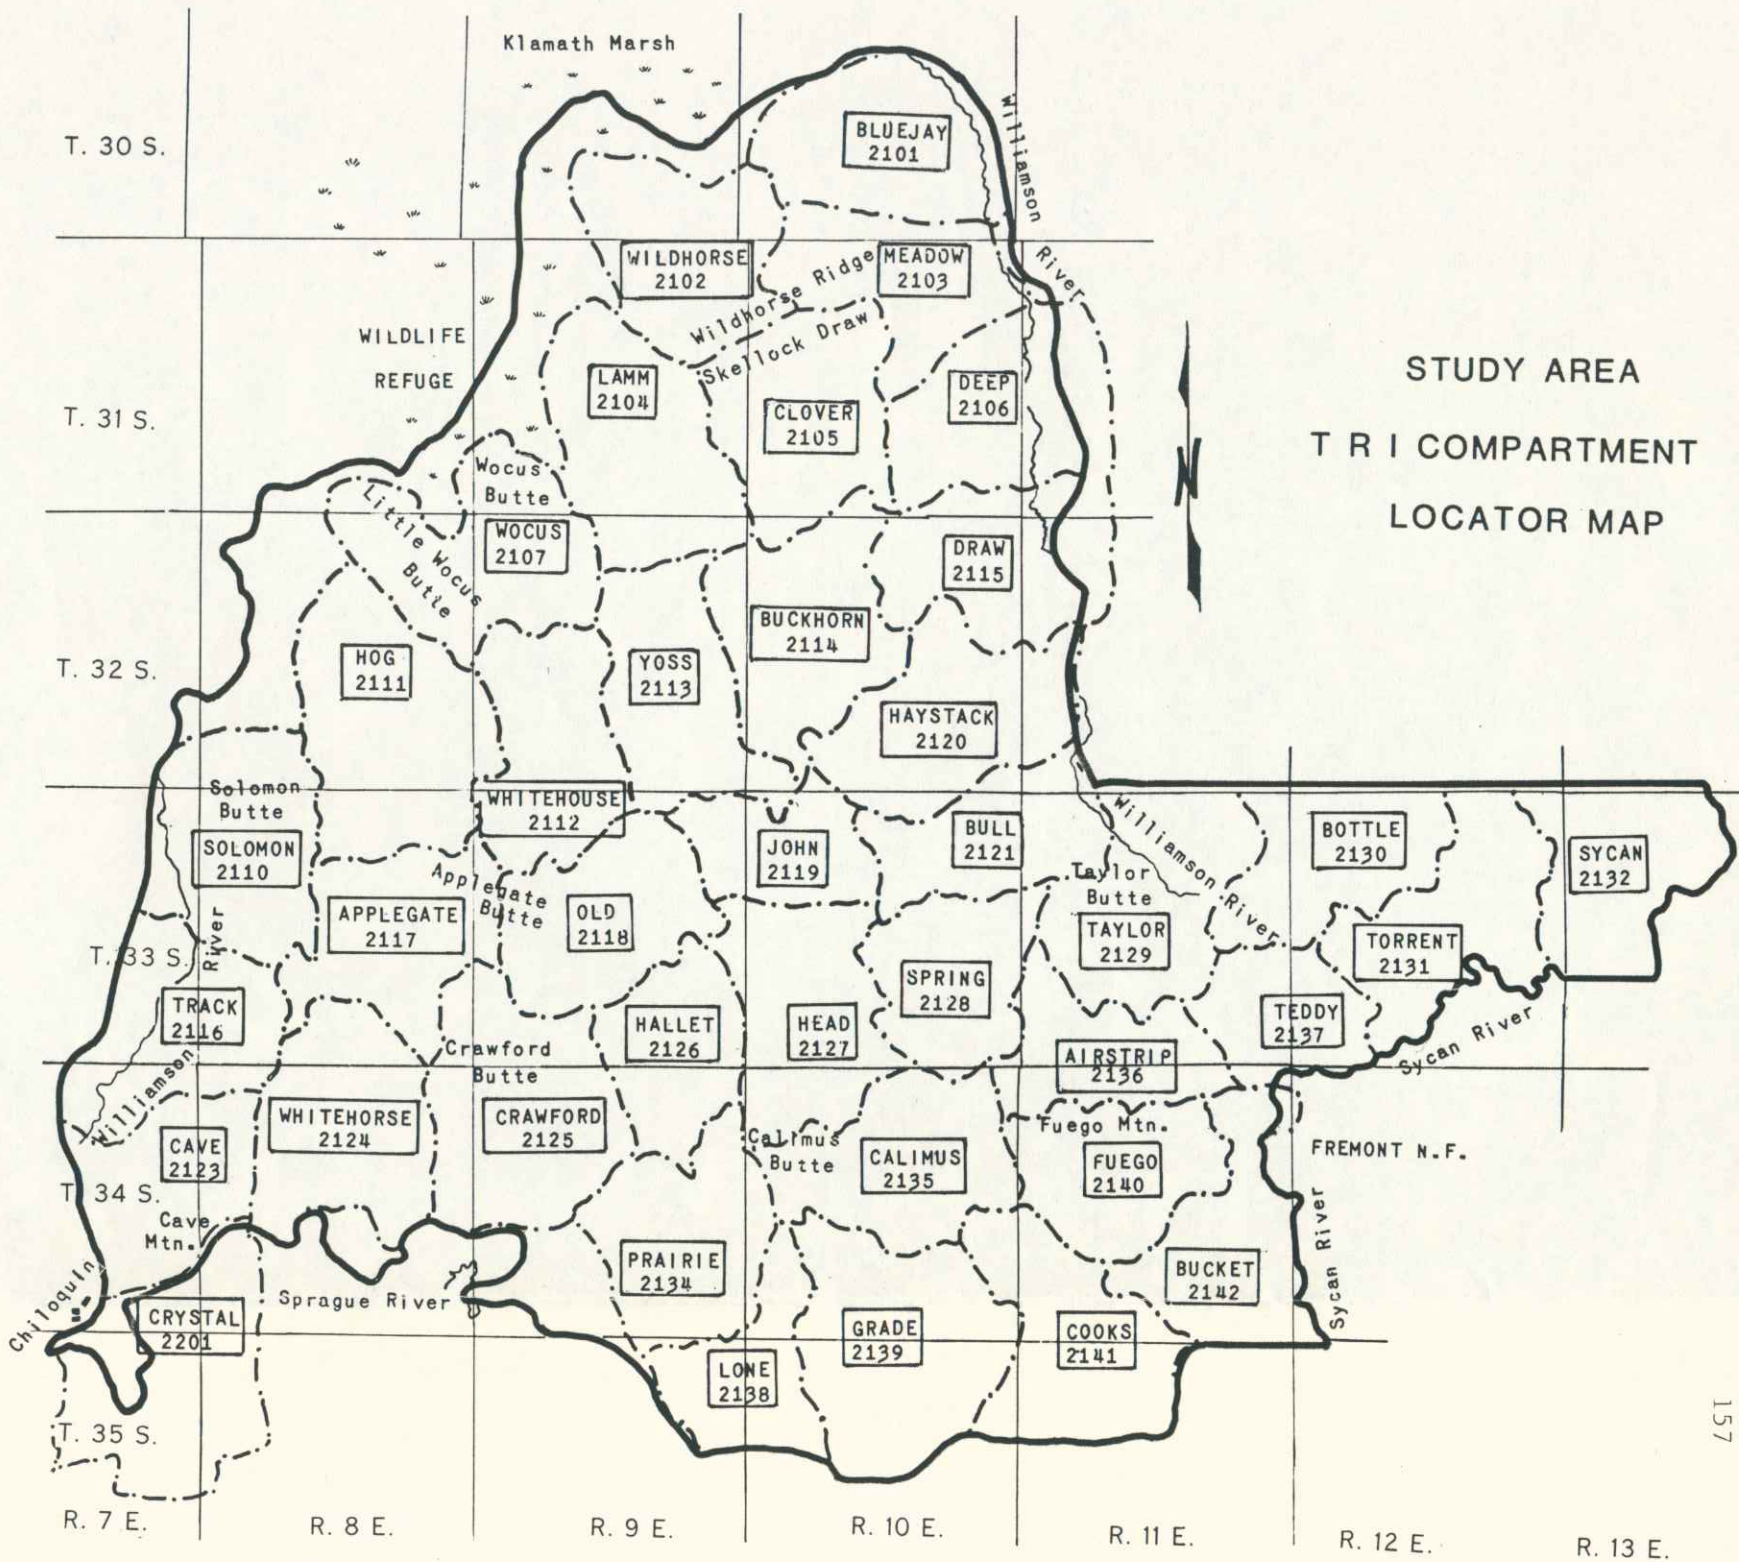 Klamath Marsh
T. 30 S.
BLUEJAY
2101
Williamson River
WILDHORSE
2102
Wildhorse Ridge
MEADOW
2103
Skellock Draw
WILDLIFE
REFUGE
STUDY AREA
T R I COMPARTMENT
LOCATOR MAP
LAMM
2104
DEEP
2106
T. 31 S.
CLOVER
2105
Wocus
Butte
Little Wocus
Butte
WOCUS
2107
N
DRAW
2115
BUCKHORN
2114
T. 32 S.
HOG
2111
YOSS
2113
HAYSTACK
2120
Solomon
Butte
WHITEHOUSE
2112
Williamson River
SOLOMON
2110
JOHN
2119
BULL
2121
BOTTLE
2130
SYCAN
2132
Applegate
Butte
Taylor
Butte
APPLEGATE
2117
OLD
2118
TAYLOR
2129
TORRENT
2131
T. 33 S.
River
SPRING
2128
TRACK
2116
HALLET
2126
HEAD
2127
TEDDY
2137
Sycan River
Williamson
Crawford
Butte
AIRSTRIP
2136
WHITEHORSE
2124
CRAWFORD
2125
Fuego Mtn.
CAVE
2123
Calimus
Butte
CALIMUS
2135
FUEGO
2140
FREMONT N.F.
T. 34 S.
Cave
Mtn.
Sycan River
PRAIRIE
2134
BUCKET
2142
Chiloquin
Sprague River
CRYSTAL
2201
GRADE
2139
COOKS
2141
LONE
2138
T. 35 S.
157
R. 7 E.
R. 8 E.
R. 9 E.
R. 10 E.
R. 11 E.
R. 12 E.
R. 13 E.